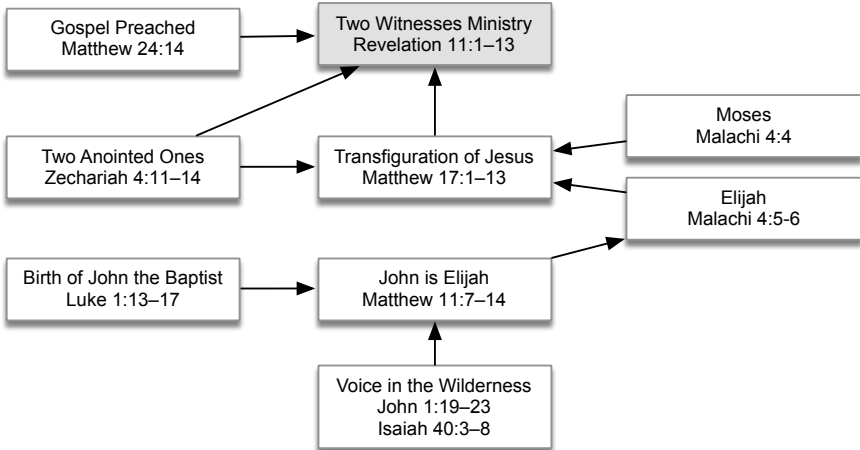 Gospel Preached
Matthew 24:14
Two Witnesses Ministry
Revelation 11:1–13
Two Anointed Ones
Zechariah 4:11–14
Transfiguration of Jesus
Matthew 17:1–13
Moses
Malachi 4:4
Elijah
Malachi 4:5-6
Birth of John the Baptist
Luke 1:13–17
John is Elijah
Matthew 11:7–14
Voice in the Wilderness
John 1:19–23
Isaiah 40:3–8